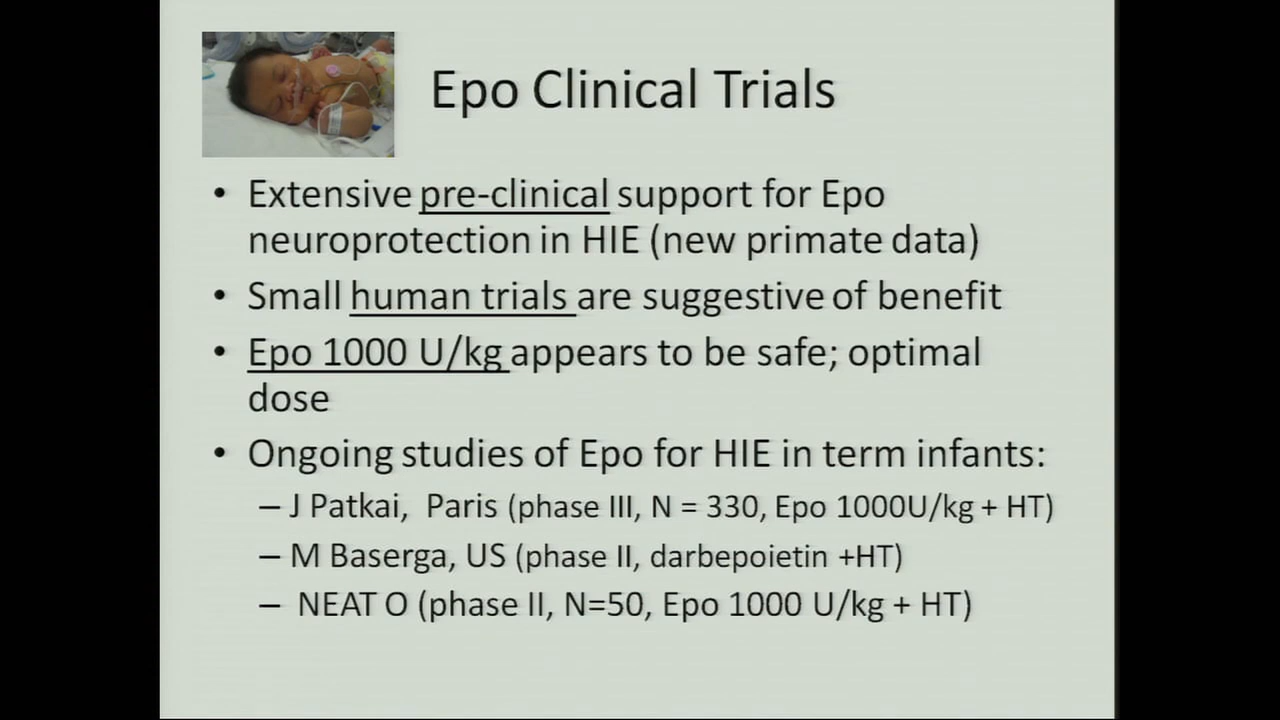 Epo Clinical Trials
• Extensive pre-clinical support for Epo
neuroprotection in HIE (new primate data)
• Small human trials are suggestive of benefit
• Epo 1000 U/kg appears to be safe; optimal
dose
• Ongoing studies of Epo for HIE in term infants:
– J Patkai, Paris (phase III, N = 330, Epo 1000U/kg + HT)
– M Baserga, US (phase II, darbepoietin +HT)
– NEAT O (phase II, N=50, Epo 1000 U/kg + HT)